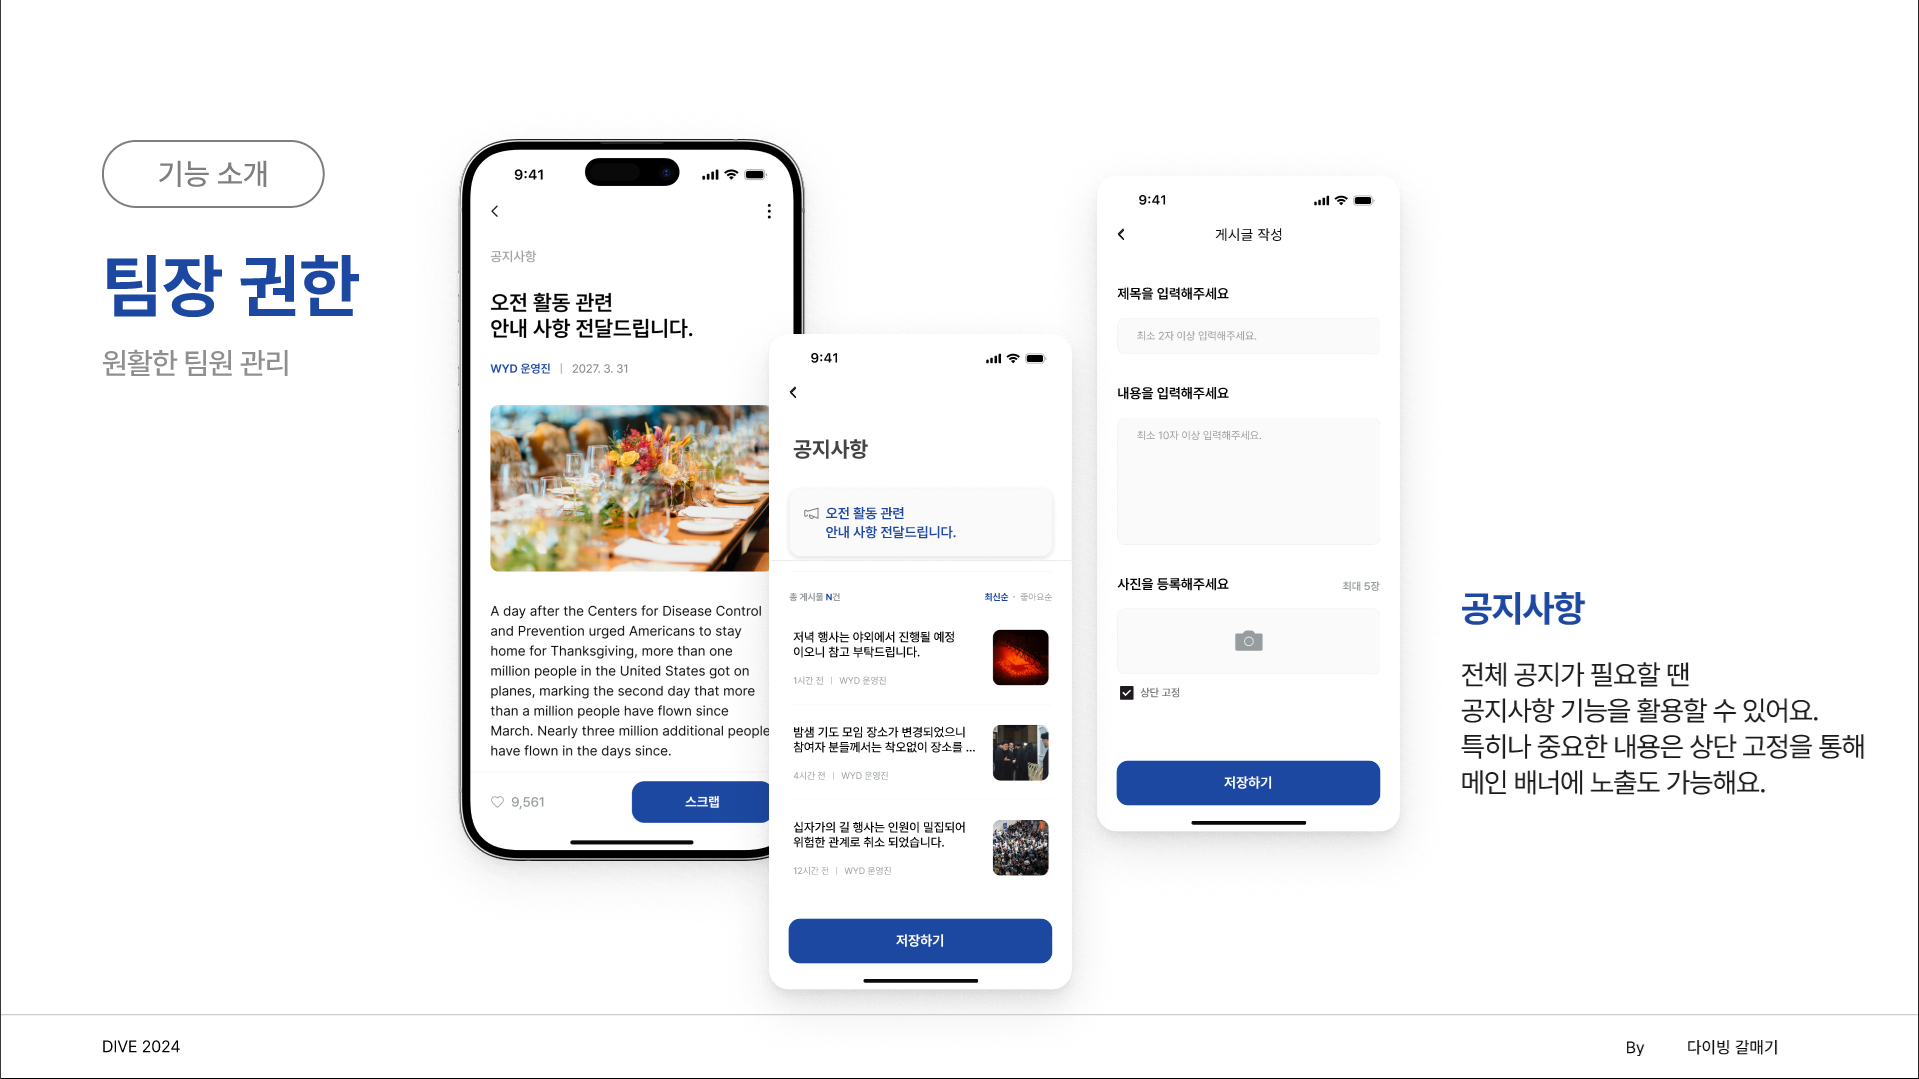 기능 소개
팀장 권한
원활한 팀원 관리
9:41
공지사항
오전 활동 관련
안내 사항 전달드립니다.
WYD 운영진 | 2027. 3. 31
A day after the Centers for Disease Control
and Prevention urged Americans to stay
home for Thanksgiving, more than one
million people in the United States got on
planes, marking the second day that more
than a million people have flown since
March. Nearly three million additional people
have flown in the days since.
9,561
스크랩
9:41
공지사항
오전 활동 관련
안내 사항 전달드립니다.
총 게시물 N건
최신순 · 좋아요순
저녁 행사는 야외에서 진행될 예정
이오니 참고 부탁드립니다.
1시간 전 | WYD 운영진
밤샘 기도 모임 장소가 변경되었으니
참여자 분들께서는 착오없이 장소를 ...
4시간 전 | WYD 운영진
십자가의 길 행사는 인원이 밀집되어
위험한 관계로 취소 되었습니다.
12시간 전 | WYD 운영진
저장하기
9:41
게시글 작성
제목을 입력해주세요
최소 2자 이상 입력해주세요.
내용을 입력해주세요
최소 10자 이상 입력해주세요.
사진을 등록해주세요
최대 5장
상단 고정
저장하기
공지사항
전체 공지가 필요할 땐
공지사항 기능을 활용할 수 있어요.
특히나 중요한 내용은 상단 고정을 통해
메인 배너에 노출도 가능해요.
DIVE 2024
By 다이빙 갈매기